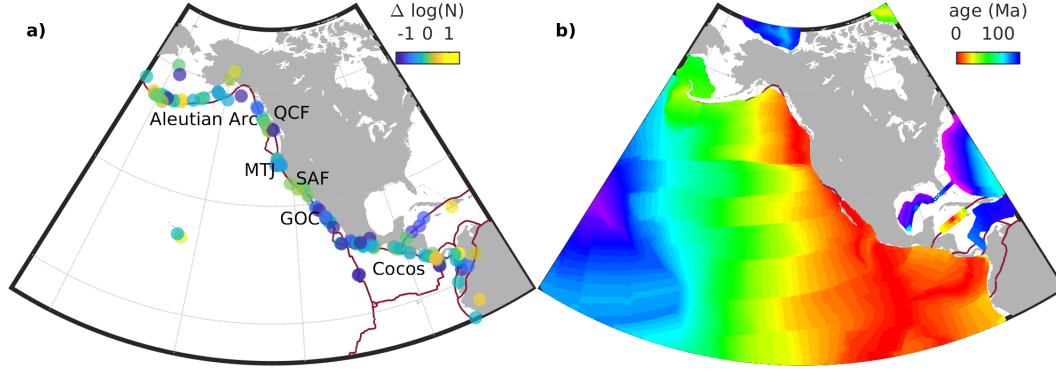 a)
Δ log(N)
-1 0 1
Aleutian Arc
QCF
MTJ
SAF
GOC
Cocos
b)
age (Ma)
0 100